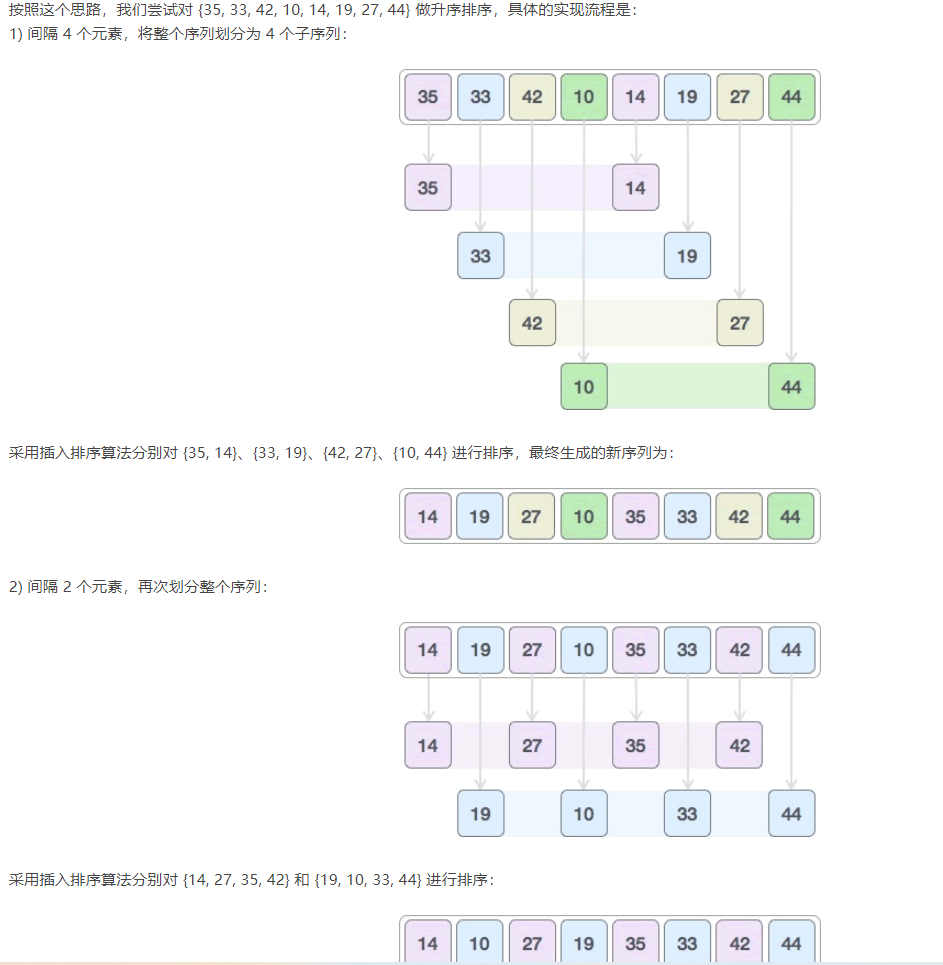 按照这个思路，我们尝试对 {35, 33, 42, 10, 14, 19, 27, 44} 做升序排序，具体的实现流程是：
1) 间隔 4 个元素，将整个序列划分为 4 个子序列：
35 33 42 10 14 19 27 44
35 14
33 19
42 27
10 44
采用插入排序算法分别对 {35, 14}、{33, 19}、{42, 27}、{10, 44} 进行排序，最终生成的新序列为：
14 19 27 10 35 33 42 44
2) 间隔 2 个元素，再次划分整个序列：
14 19 27 10 35 33 42 44
14 27 35 42
19 10 33 44
采用插入排序算法分别对 {14, 27, 35, 42} 和 {19, 10, 33, 44} 进行排序：
14 10 27 19 35 33 42 44